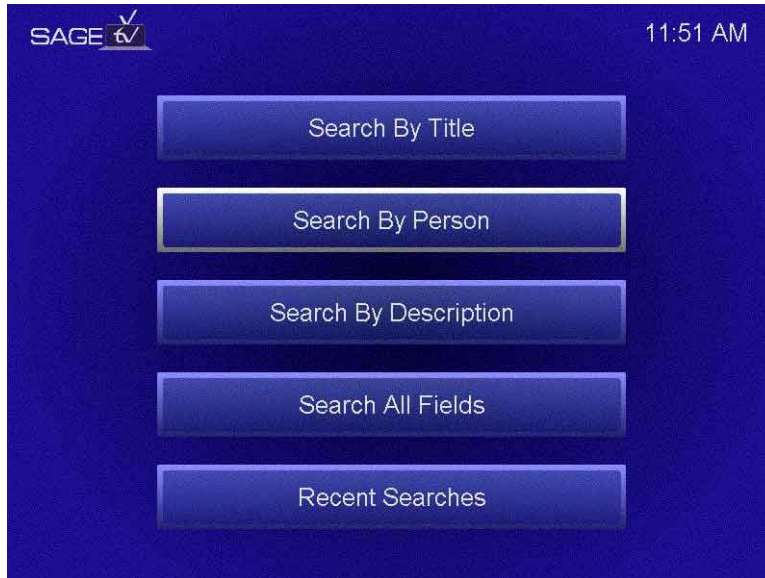 SAGE tv
11:51 AM
Search By Title
Search By Person
Search By Description
Search All Fields
Recent Searches